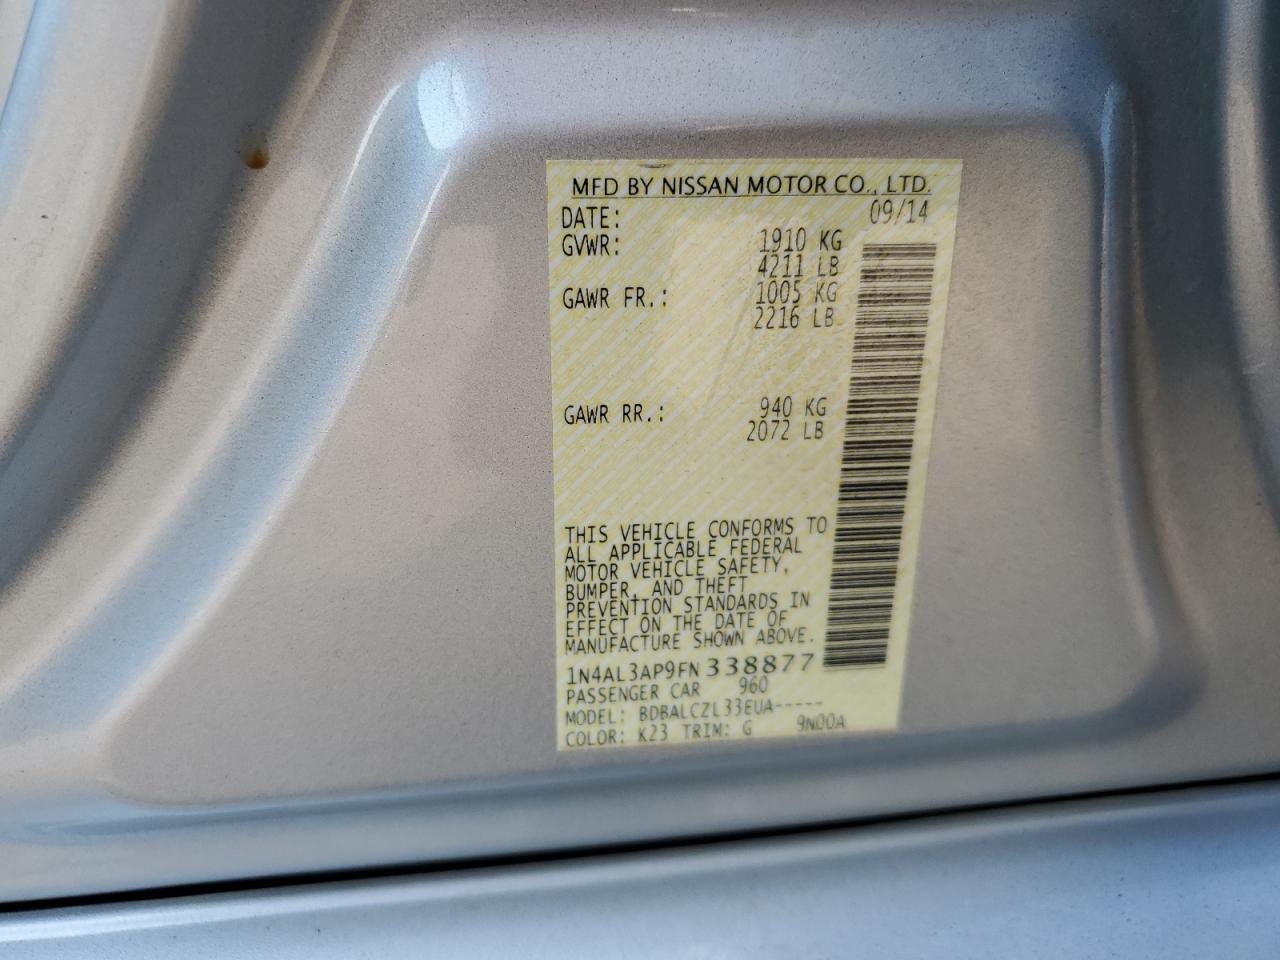 MFD BY NISSAN MOTOR CO., LTD.
DATE: 09/14
GVWR: 1910 KG
4211 LB
GAWR FR.: 1005 KG
2216 LB
GAWR RR.: 940 KG
2072 LB
THIS VEHICLE CONFORMS TO
ALL APPLICABLE FEDERAL
MOTOR VEHICLE SAFETY,
BUMPER, AND THEFT
PREVENTION STANDARDS IN
EFFECT ON THE DATE OF
MANUFACTURE SHOWN ABOVE.
1N4AL3AP9FN338877
PASSENGER CAR 960
MODEL: BDBALCZL33EUA-----
COLOR: K23 TRIM: G 9N00A